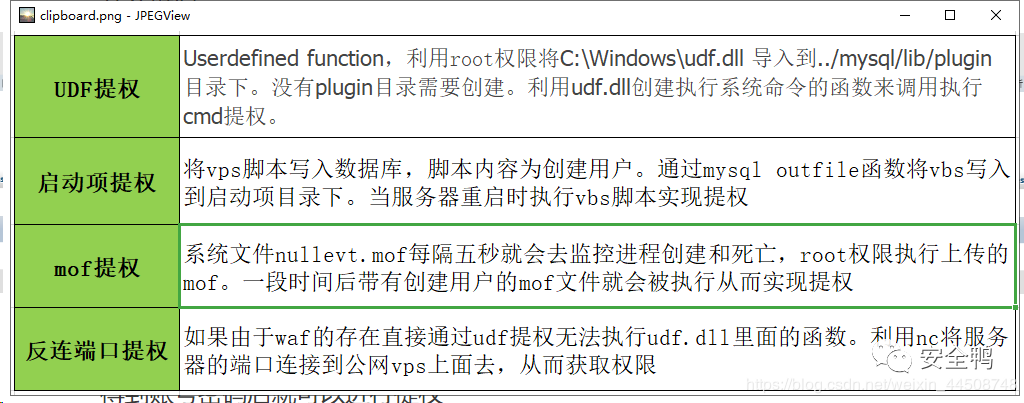 clipboard.png - JPEGView
UDF提权
Userdefined function，利用root权限将C:\Windows\udf.dll 导入到../mysql/lib/plugin
目录下。没有plugin目录需要创建。利用udf.dll创建执行系统命令的函数来调用执行
cmd提权。
启动项提权
将vps脚本写入数据库，脚本内容为创建用户。通过mysql outfile函数将vbs写入
到启动项目录下。当服务器重启时执行vbs脚本实现提权
mof提权
系统文件nullevt.mof每隔五秒就会去监控进程创建和死亡，root权限执行上传的
mof。一段时间后带有创建用户的mof文件就会被执行从而实现提权
反连端口提权
如果由于waf的存在直接通过udf提权无法执行udf.dll里面的函数。利用nc将服务
器的端口连接到公网vps上面去，从而获取权限
安全鸭
https://blog.csdn.net/weixin_44508748